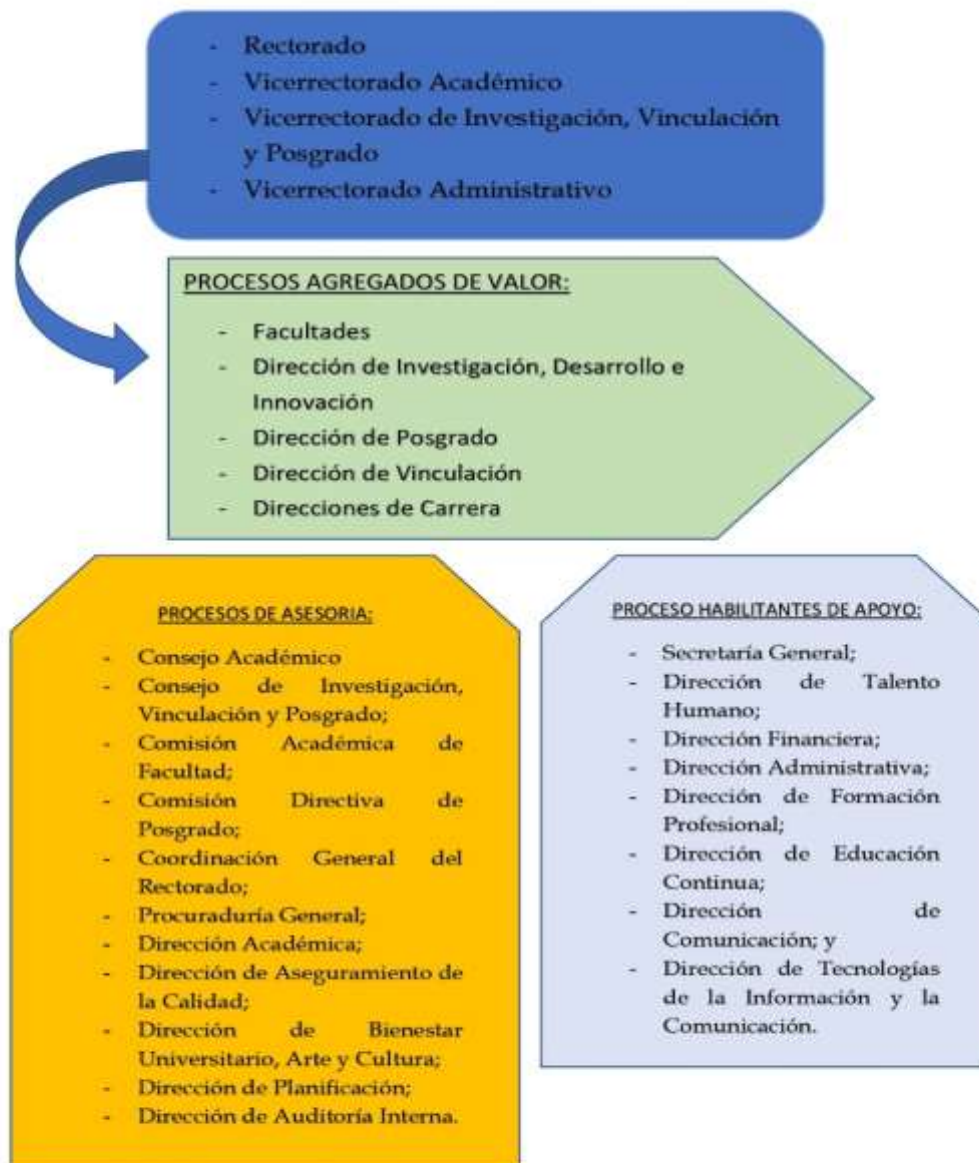 - Rectorado
- Vicerrectorado Académico
- Vicerrectorado de Investigación, Vinculación
y Posgrado
- Vicerrectorado Administrativo
PROCESOS AGREGADOS DE VALOR:
- Facultades
- Dirección de Investigación, Desarrollo e
Innovación
- Dirección de Posgrado
- Dirección de Vinculación
- Direcciones de Carrera
PROCESOS DE ASESORIA:
- Consejo Académico
- Consejo de Investigación,
Vinculación y Posgrado;
- Comisión Académica de
Facultad;
- Comisión Directiva de
Posgrado;
- Coordinación General del
Rectorado;
- Procuraduría General;
- Dirección Académica;
- Dirección de Aseguramiento de
la Calidad;
- Dirección de Bienestar
Universitario, Arte y Cultura;
- Dirección de Planificación;
- Dirección de Auditoría Interna.
PROCESO HABILITANTES DE APOYO:
- Secretaría General;
- Dirección de Talento
Humano;
- Dirección Financiera;
- Dirección Administrativa;
- Dirección de Formación
Profesional;
- Dirección de Educación
Continua;
- Dirección de
Comunicación; y
- Dirección de Tecnologías
de la Información y la
Comunicación.